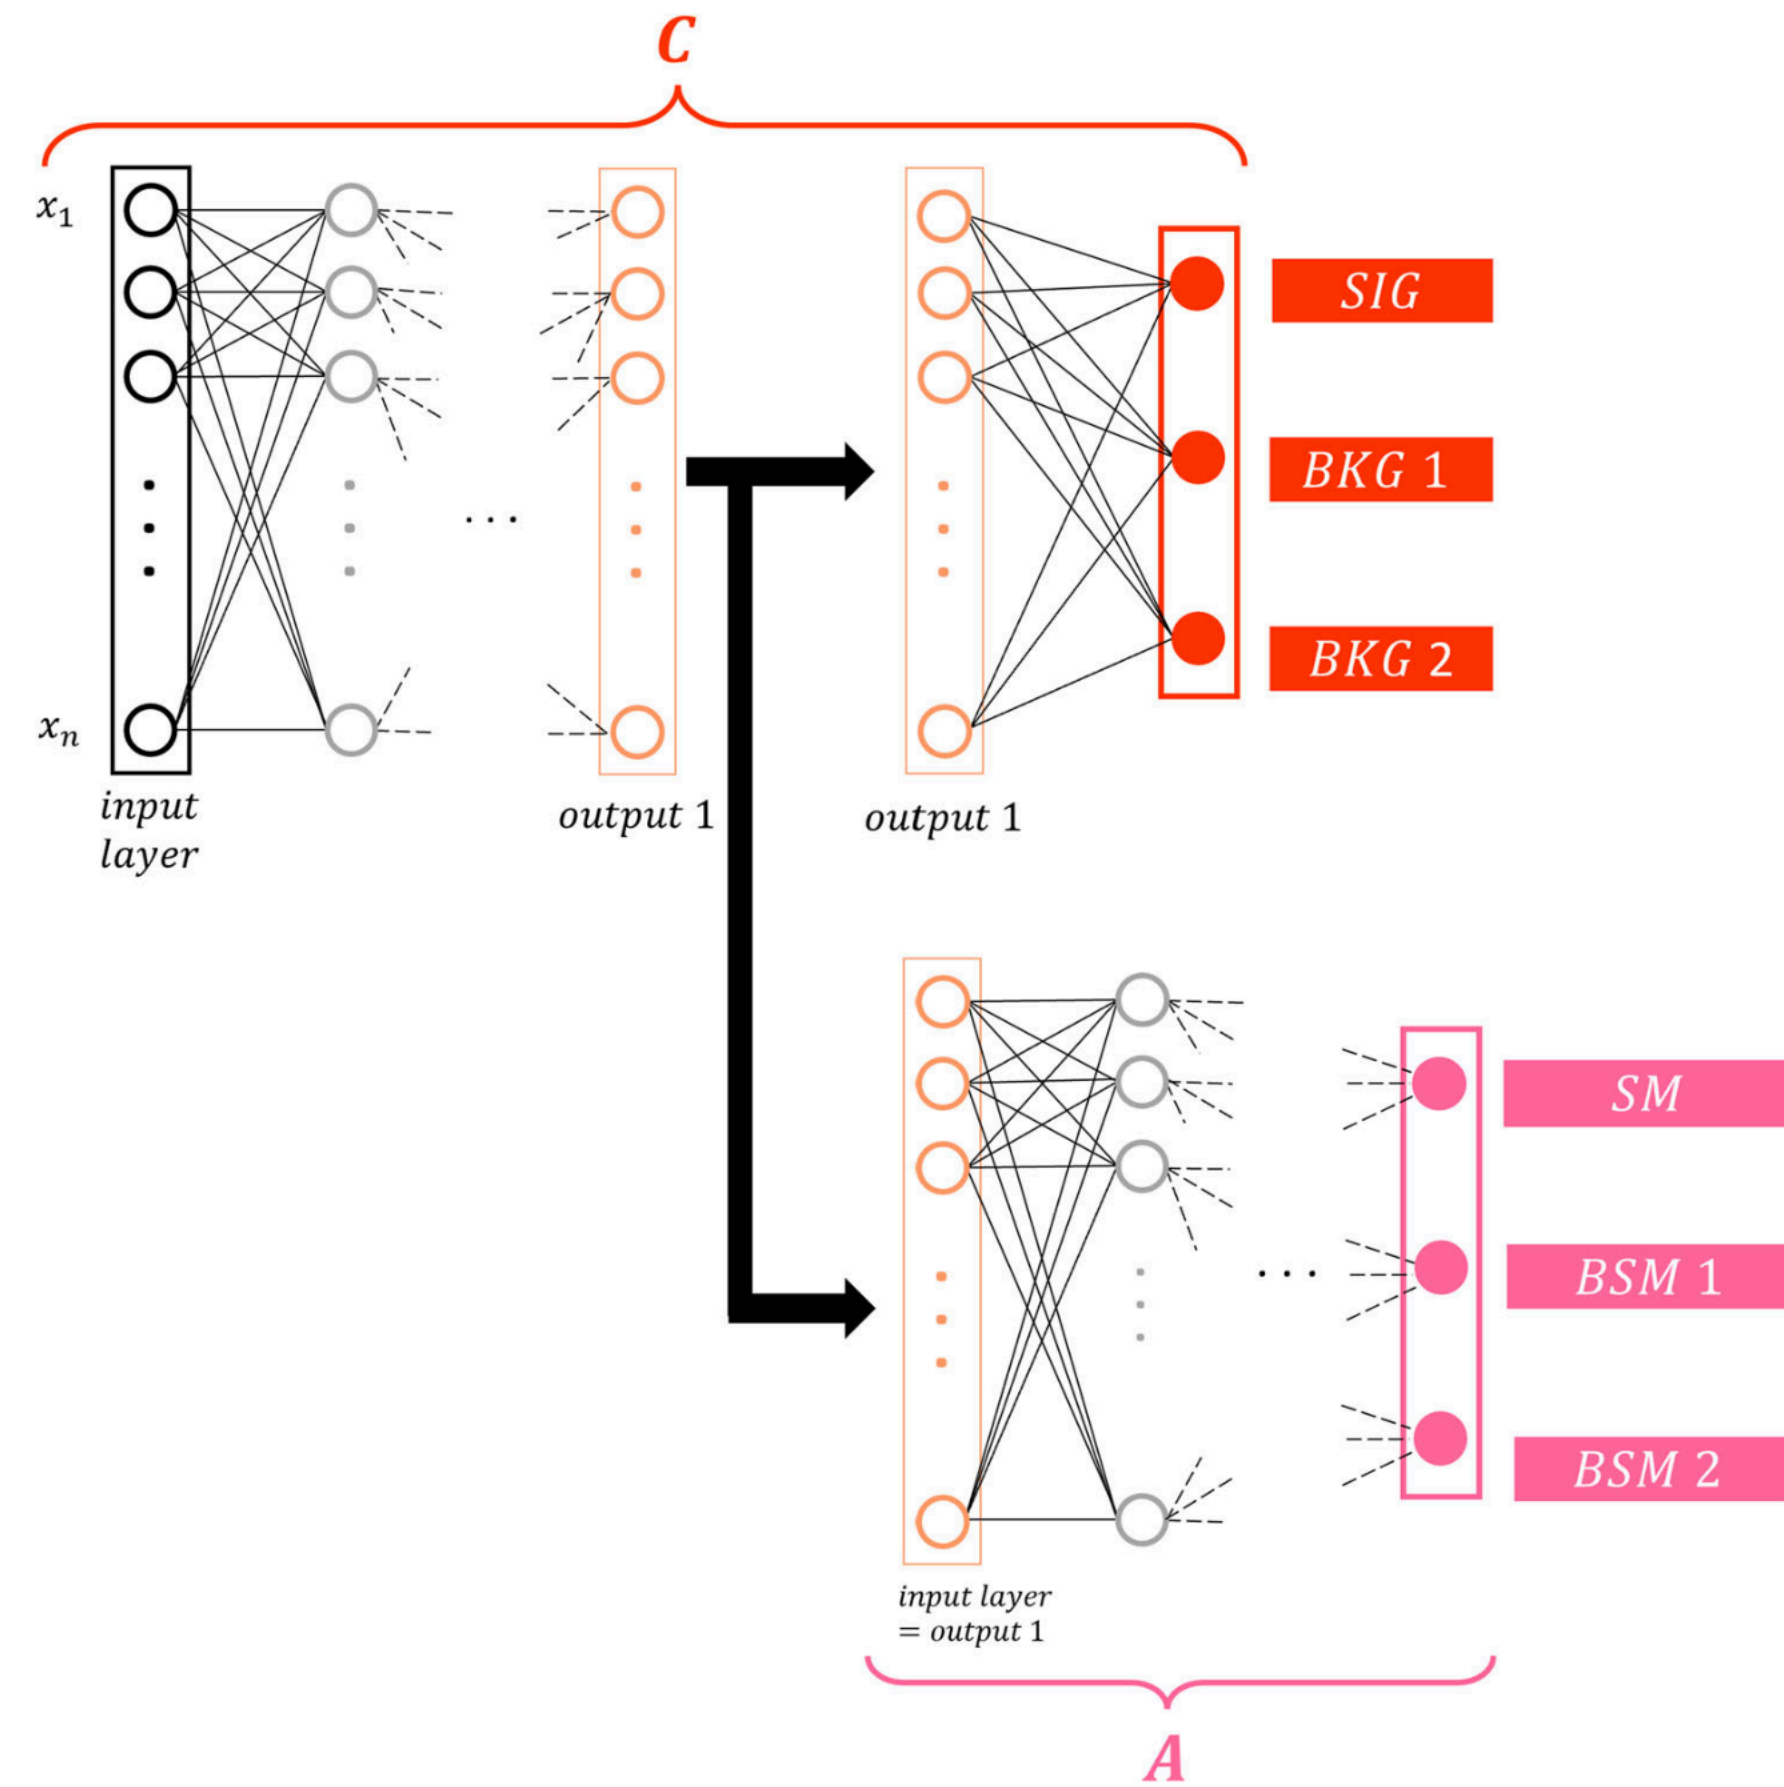 C
x₁
SIG
BKG 1
BKG 2
xₙ
input
layer
output 1
output 1
...
SM
BSM 1
...
BSM 2
input layer
= output 1
A